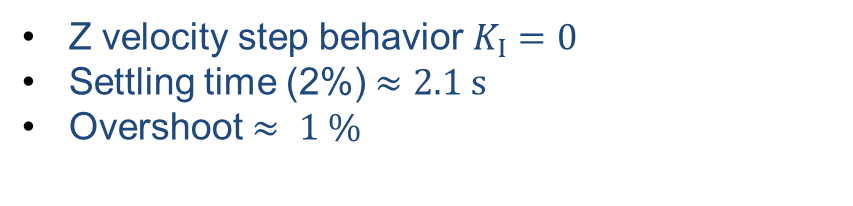 • Z velocity step behavior K_I = 0
• Settling time (2%) ≈ 2.1 s
• Overshoot ≈ 1 %